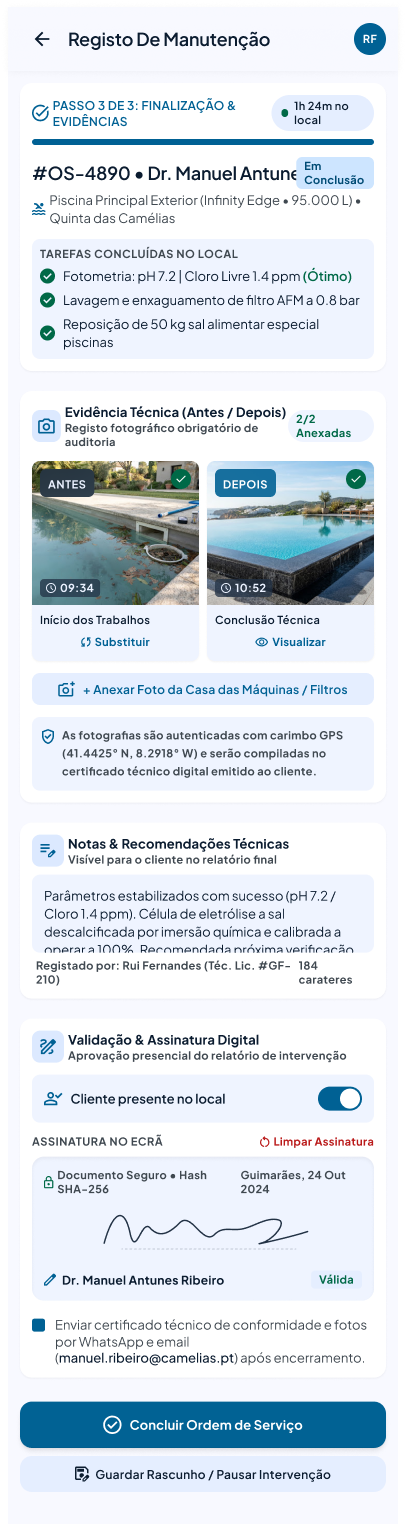 Registo De Manutenção
RF
PASSO 3 DE 3: FINALIZAÇÃO &
EVIDÊNCIAS
1h 24m no
local
#OS-4890 • Dr. Manuel Antune
Em
Conclusão
Piscina Principal Exterior (Infinity Edge • 95.000 L) •
Quinta das Camélias
TAREFAS CONCLUÍDAS NO LOCAL
Fotometria: pH 7.2 | Cloro Livre 1.4 ppm (Ótimo)
Lavagem e enxaguamento de filtro AFM a 0.8 bar
Reposição de 50 kg sal alimentar especial
piscinas
Evidência Técnica (Antes / Depois)
Registo fotográfico obrigatório de
auditoria
2/2
Anexadas
ANTES
09:34
DEPOIS
10:52
Início dos Trabalhos
Substituir
Conclusão Técnica
Visualizar
+ Anexar Foto da Casa das Máquinas / Filtros
As fotografias são autenticadas com carimbo GPS
(41.4425° N, 8.2918° W) e serão compiladas no
certificado técnico digital emitido ao cliente.
Notas & Recomendações Técnicas
Visível para o cliente no relatório final
Parâmetros estabilizados com sucesso (pH 7.2 /
Cloro 1.4 ppm). Célula de eletrólise a sal
descalcificada por imersão química e calibrada a
operar a 100%. Recomendada próxima verificação
Registado por: Rui Fernandes (Téc. Lic. #GF-
210)
184
carateres
Validação & Assinatura Digital
Aprovação presencial do relatório de intervenção
Cliente presente no local
ASSINATURA NO ECRÃ
Limpar Assinatura
Documento Seguro • Hash
SHA-256
Guimarães, 24 Out
2024
Dr. Manuel Antunes Ribeiro
Válida
Enviar certificado técnico de conformidade e fotos
por WhatsApp e email
(manuel.ribeiro@camelias.pt) após encerramento.
Concluir Ordem de Serviço
Guardar Rascunho / Pausar Intervenção